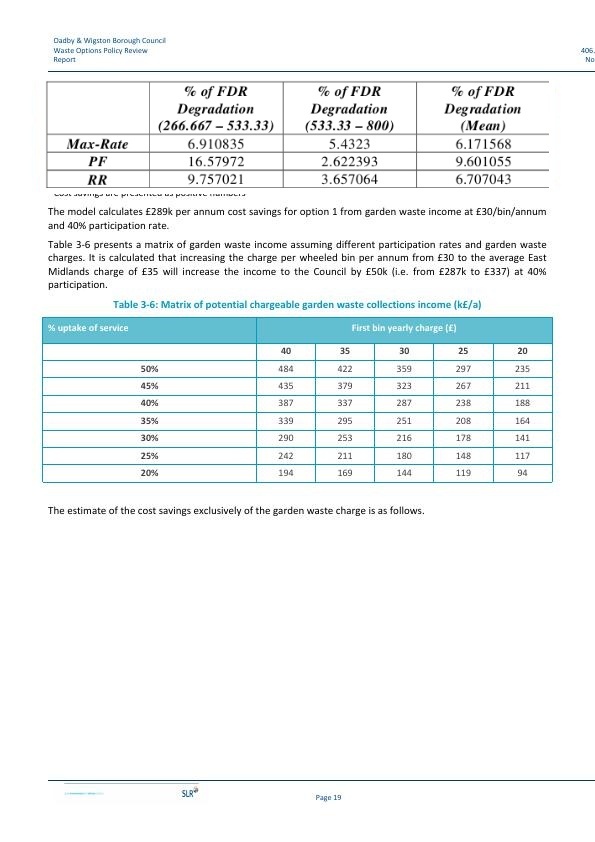 Oadby & Wigston Borough Council
Waste Options Policy Review
Report
406.
No
% of FDR Degradation (266.667 – 533.33) % of FDR Degradation (533.33 – 800) % of FDR Degradation (Mean)
Max-Rate 6.910835 5.4323 6.171568
PF 16.57972 2.622393 9.601055
RR 9.757021 3.657064 6.707043
The model calculates £289k per annum cost savings for option 1 from garden waste income at £30/bin/annum
and 40% participation rate.
Table 3-6 presents a matrix of garden waste income assuming different participation rates and garden waste
charges. It is calculated that increasing the charge per wheeled bin per annum from £30 to the average East
Midlands charge of £35 will increase the income to the Council by £50k (i.e. from £287k to £337) at 40%
participation.
Table 3-6: Matrix of potential chargeable garden waste collections income (k£/a)
% uptake of service First bin yearly charge (£)
40 35 30 25 20
50% 484 422 359 297 235
45% 435 379 323 267 211
40% 387 337 287 238 188
35% 339 295 251 208 164
30% 290 253 216 178 141
25% 242 211 180 148 117
20% 194 169 144 119 94
The estimate of the cost savings exclusively of the garden waste charge is as follows.
SLR
Page 19